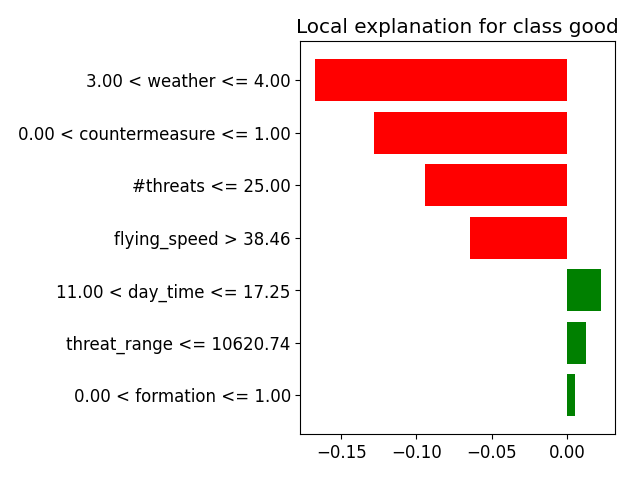 Local explanation for class good
3.00 < weather <= 4.00
0.00 < countermeasure <= 1.00
#threats <= 25.00
flying_speed > 38.46
11.00 < day_time <= 17.25
threat_range <= 10620.74
0.00 < formation <= 1.00
−0.15 −0.10 −0.05 0.00